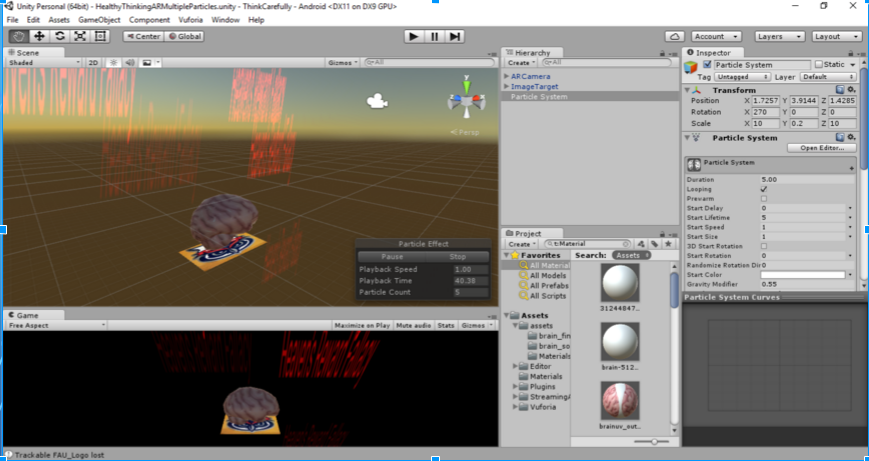 Unity Personal (64bit) - HealthyThinkingARMultipleParticles.unity - ThinkCarefully - Android <DX11 on DX9 GPU>
File Edit Assets GameObject Component Vuforia Window Help
Center Global
Account Layers Layout
Scene
Shaded 2D Gizmos All
y
Persp
Particle Effect
Pause Stop
Playback Speed 1.00
Playback Time 40.38
Particle Count 5
Game
Free Aspect Maximize on Play Mute audio Stats Gizmos
Hierarchy
Create All
ARCamera
ImageTarget
Particle System
Project
Create t:Material
Favorites
All Material
All Models
All Prefabs
All Scripts
Assets
assets
brain_fin
brain_so
Materials
Editor
Materials
Plugins
StreamingA
Vuforia
Search: Assets
31244847...
brain-512...
brainuv_out...
Inspector
Particle System Static
Tag Untagged Layer Default
Transform
Position X 1.7257 Y 3.9144 Z 1.4285
Rotation X 270 Y 0 Z 0
Scale X 10 Y 0.2 Z 10
Particle System
Open Editor...
Particle System
Duration 5.00
Looping
Prewarm
Start Delay 0
Start Lifetime 5
Start Speed 1
Start Size 1
3D Start Rotation
Start Rotation 0
Randomize Rotation Dir 0
Start Color
Gravity Modifier 0.55
Particle System Curves
Trackable FAU_Logo lost